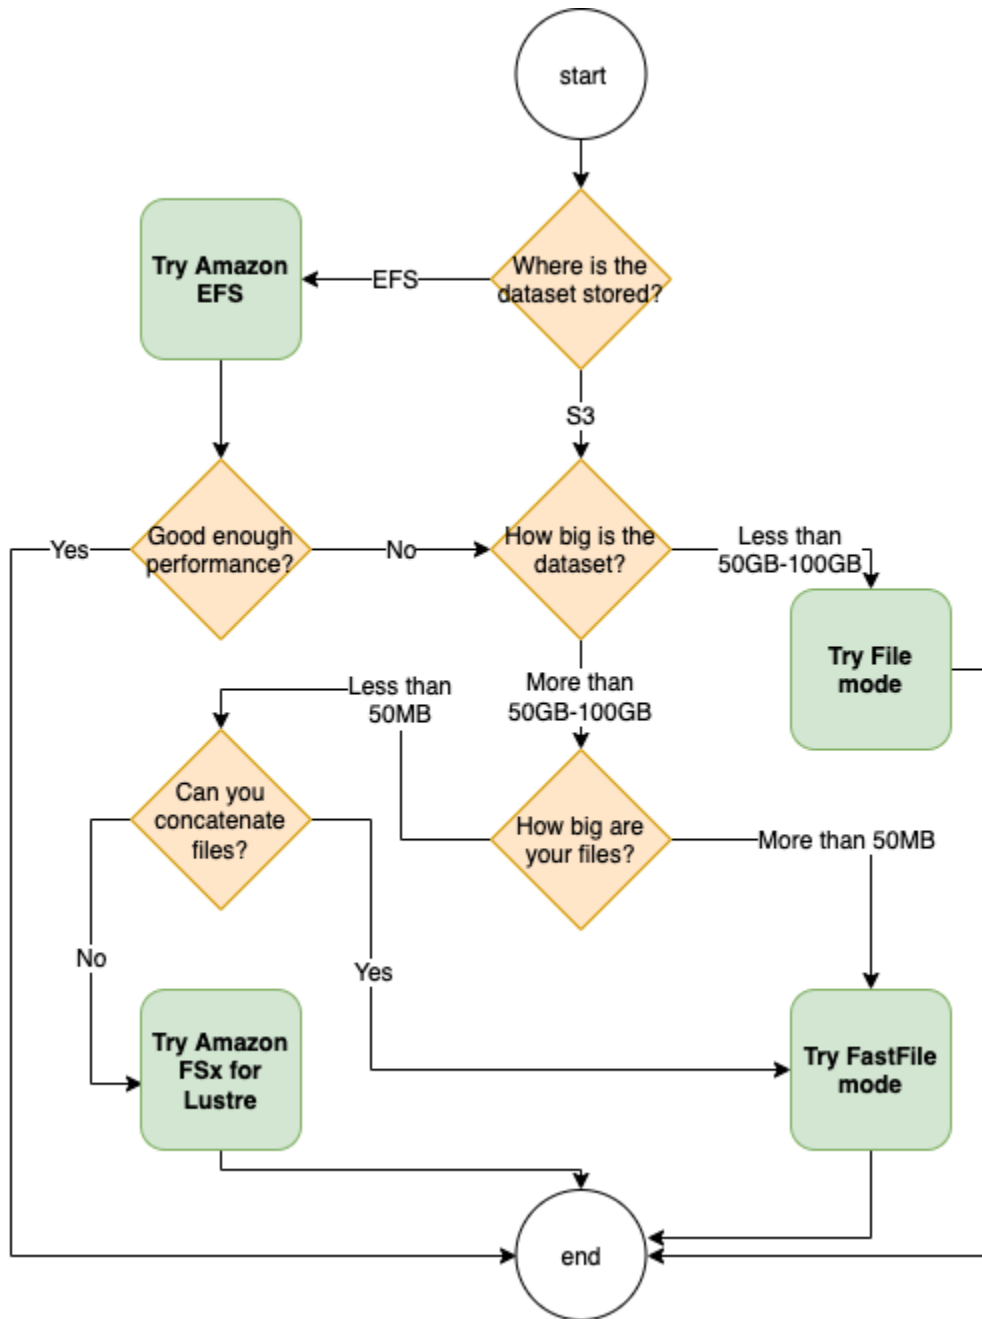 start
Where is the
dataset stored?
EFS
Try Amazon
EFS
S3
Good enough
performance?
Yes
No
How big is the
dataset?
Less than
50GB-100GB
Try File
mode
More than
50GB-100GB
Less than
50MB
Can you
concatenate
files?
How big are
your files?
More than 50MB
No
Yes
Try Amazon
FSx for
Lustre
Try FastFile
mode
end